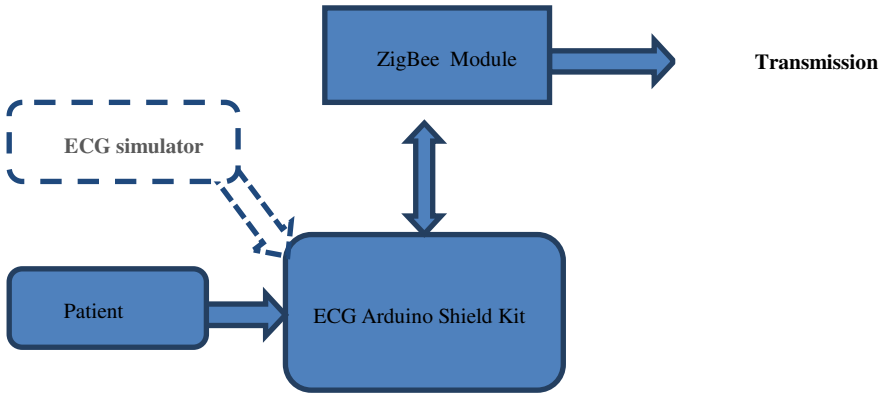 ZigBee Module
Transmission
ECG simulator
Patient
ECG Arduino Shield Kit